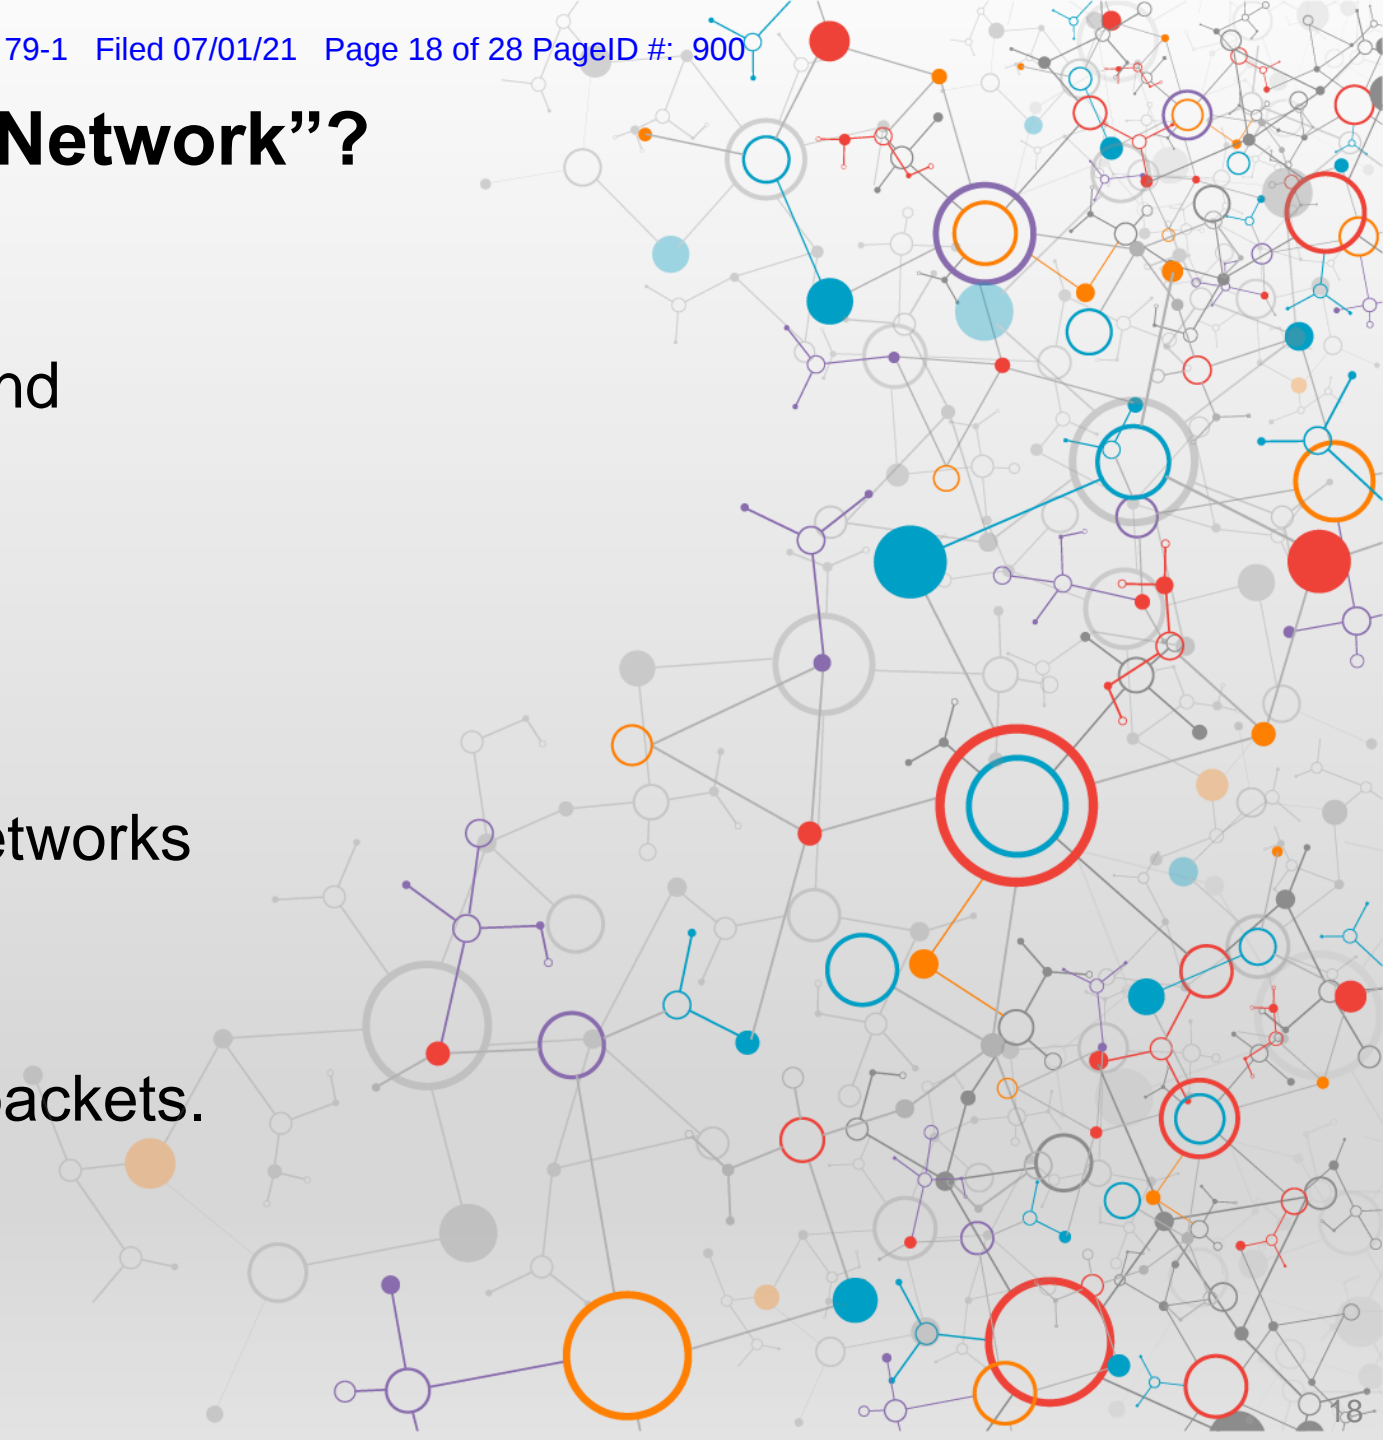 79-1 Filed 07/01/21 Page 18 of 28 PageID #: 900
Network”?
nd
etworks
ackets.
18